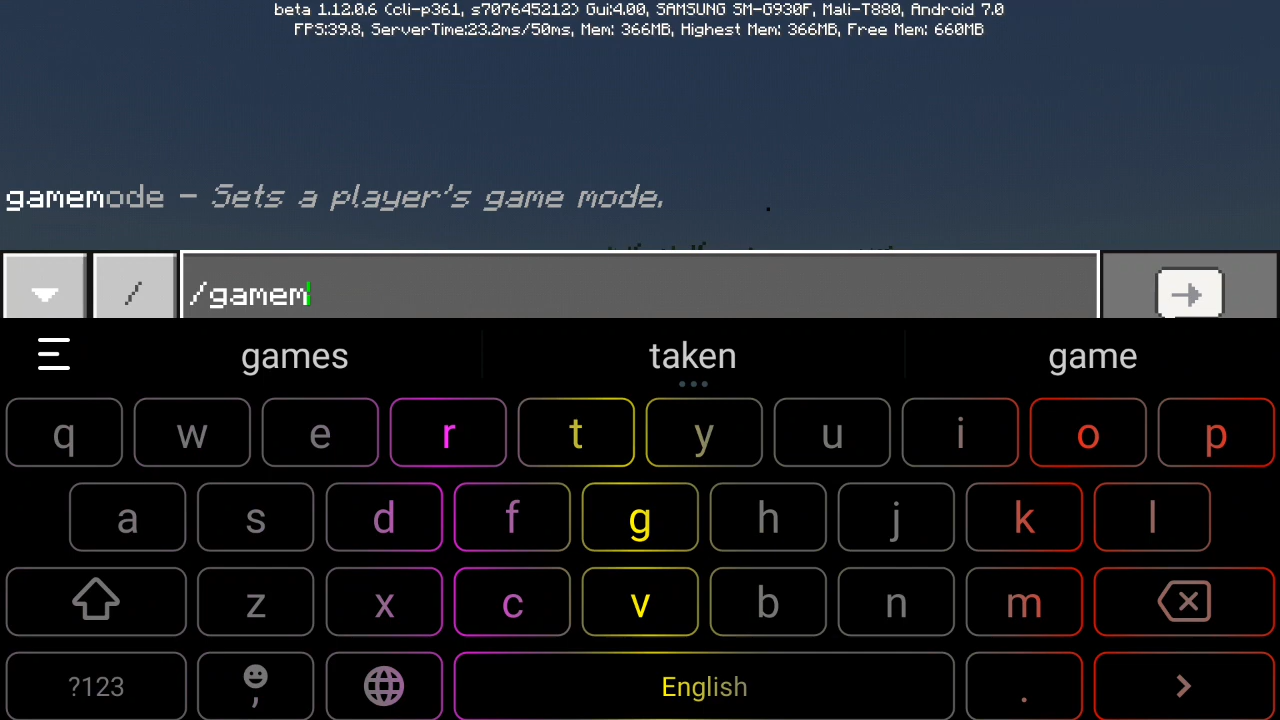 beta 1.12.0.6 (cli-p361, s707645212) Gui:4.00, SAMSUNG SM-G930F, Mali-T880, Android 7.0
FPS:39.8, ServerTime:23.2ms/50ms, Mem: 366MB, Highest Mem: 366MB, Free Mem: 660MB
gamemode - Sets a player's game mode.
/ /gamem
games taken game
q w e r t y u i o p
a s d f g h j k l
z x c v b n m
?123 , English .